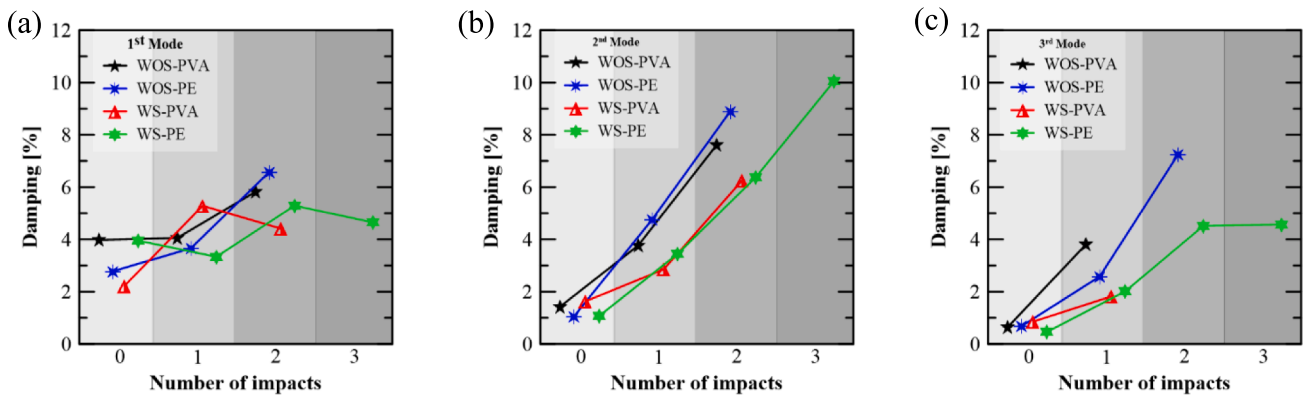 (a)
1st Mode
WOS-PVA
WOS-PE
WS-PVA
WS-PE
12
10
8
6
4
2
0
Damping [%]
0 1 2 3
Number of impacts
(b)
2nd Mode
WOS-PVA
WOS-PE
WS-PVA
WS-PE
12
10
8
6
4
2
0
Damping [%]
0 1 2 3
Number of impacts
(c)
3rd Mode
WOS-PVA
WOS-PE
WS-PVA
WS-PE
12
10
8
6
4
2
0
Damping [%]
0 1 2 3
Number of impacts